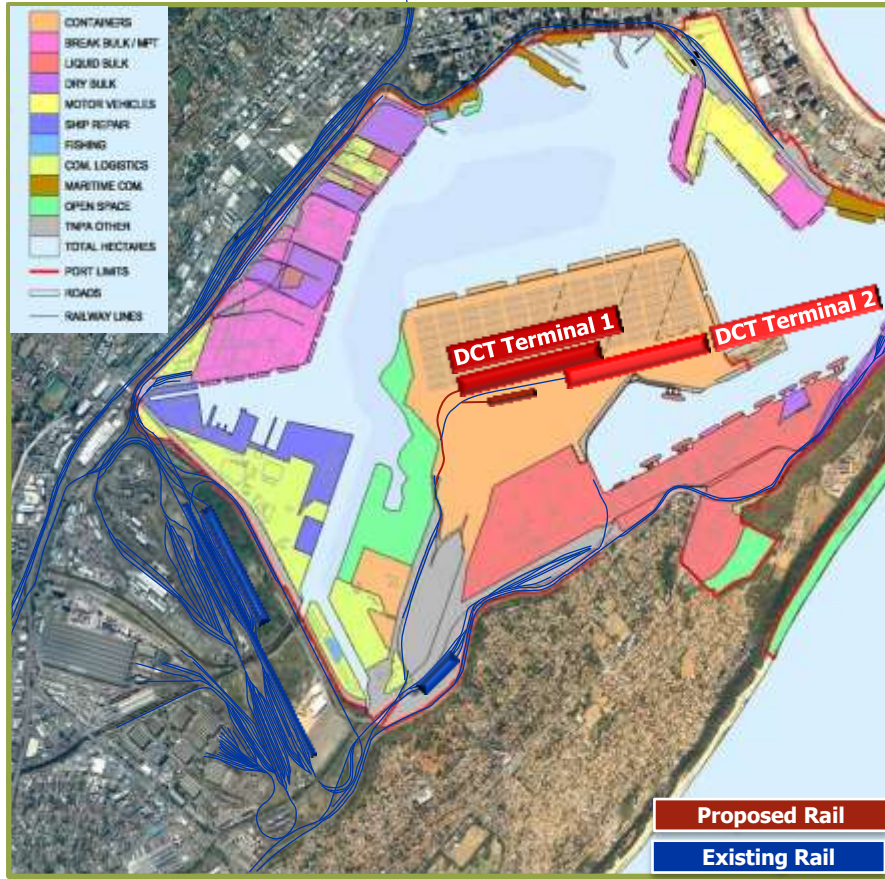 CONTAINERS
BREAK BULK / MPT
LIQUID BULK
DRY BULK
MOTOR VEHICLES
SHIP REPAIR
FISHING
COM. LOGISTICS
MARITIME COM.
OPEN SPACE
TNPA OTHER
TOTAL HECTARES
PORT LIMITS
ROADS
RAILWAY LINES
DCT Terminal 1
DCT Terminal 2
Proposed Rail
Existing Rail